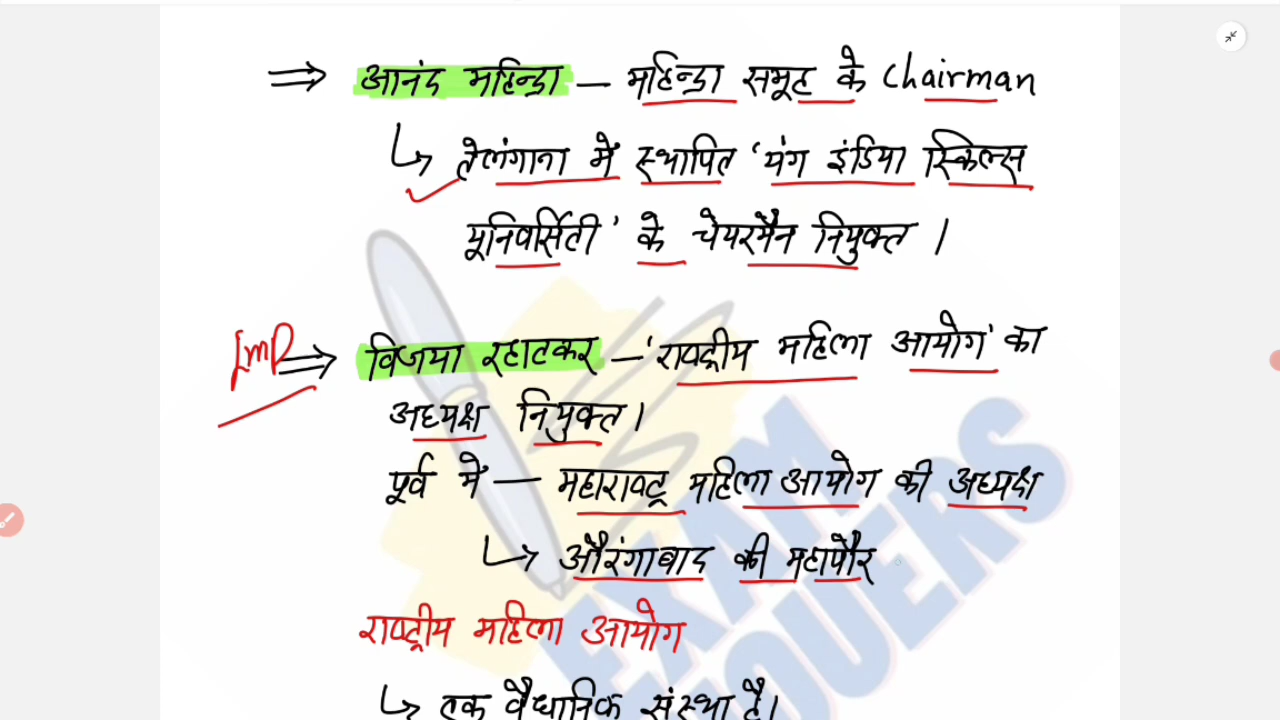 ⇒ आनंद महिन्द्रा – महिन्द्रा समूह के Chairman
↳ तेलंगाना में स्थापित 'यंग इंडिया स्किल्स
यूनिवर्सिटी' के चेयरमैन नियुक्त।
Imp ⇒ विजया रहाटकर – 'राष्ट्रीय महिला आयोग' का
अध्यक्ष नियुक्त।
पूर्व में – महाराष्ट्र महिला आयोग की अध्यक्ष
↳ औरंगाबाद की महापौर
राष्ट्रीय महिला आयोग
↳ एक वैधानिक संस्था है।
EXAM